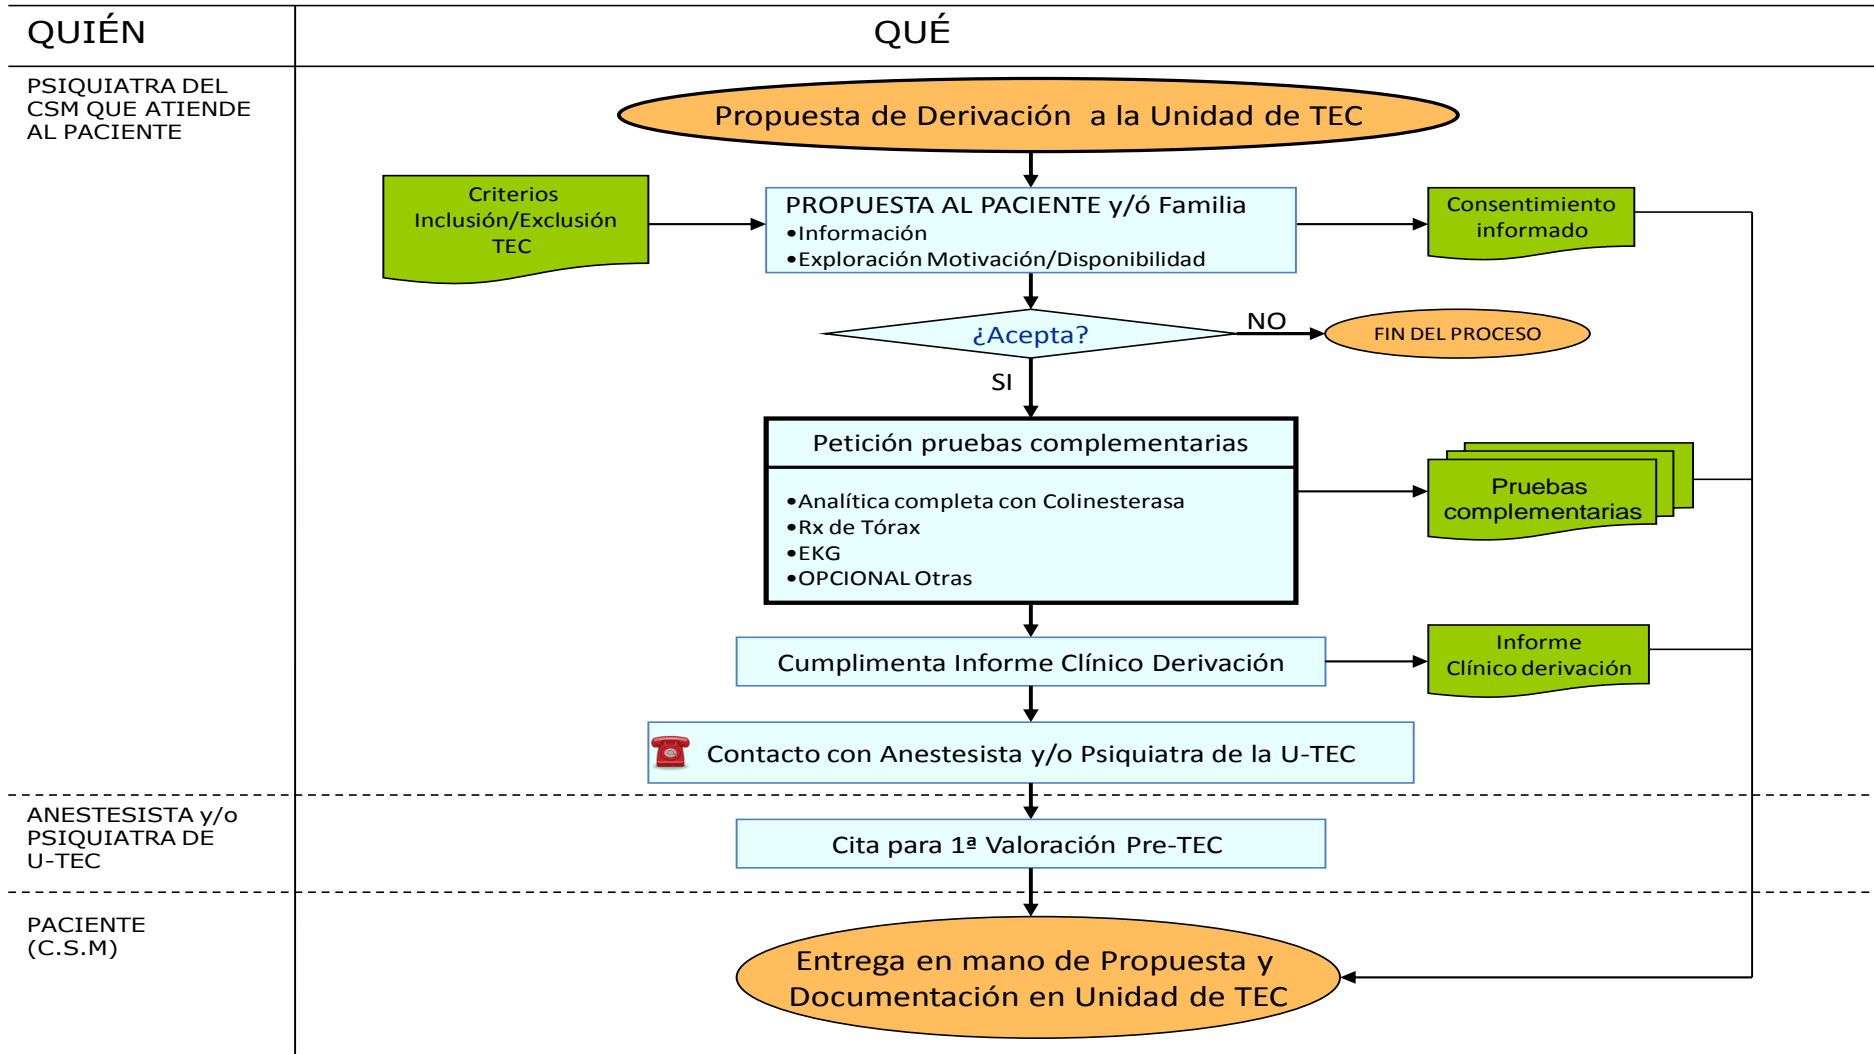 QUIÉN
QUÉ
PSIQUIATRA DEL
CSM QUE ATIENDE
AL PACIENTE
Propuesta de Derivación a la Unidad de TEC
Criterios
Inclusión/Exclusión
TEC
PROPUESTA AL PACIENTE y/ó Familia
•Información
•Exploración Motivación/Disponibilidad
Consentimiento
informado
¿Acepta?
NO
FIN DEL PROCESO
SI
Petición pruebas complementarias
•Analítica completa con Colinesterasa
•Rx de Tórax
•EKG
•OPCIONAL Otras
Pruebas
complementarias
Cumplimenta Informe Clínico Derivación
Informe
Clínico derivación
Contacto con Anestesista y/o Psiquiatra de la U-TEC
ANESTESISTA y/o
PSIQUIATRA DE
U-TEC
Cita para 1ª Valoración Pre-TEC
PACIENTE
(C.S.M)
Entrega en mano de Propuesta y
Documentación en Unidad de TEC